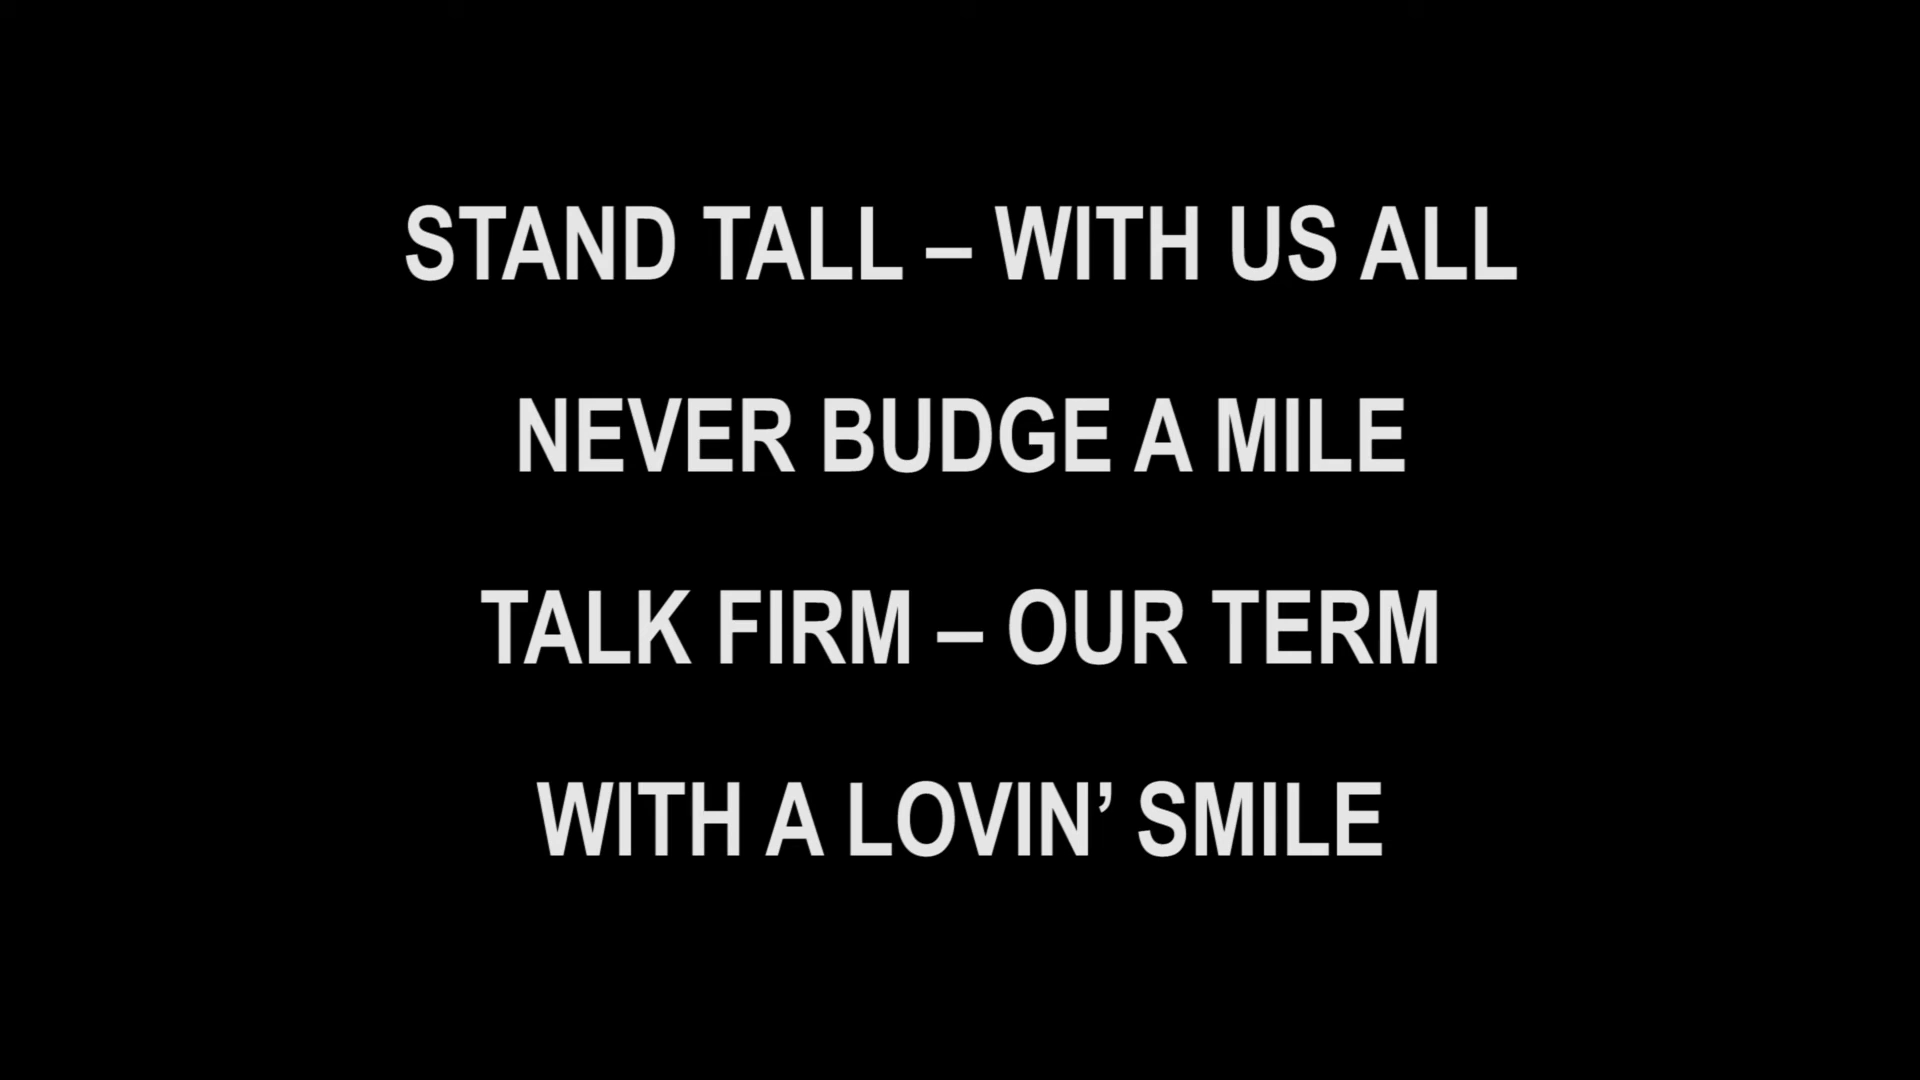 STAND TALL – WITH US ALL
NEVER BUDGE A MILE
TALK FIRM – OUR TERM
WITH A LOVIN’ SMILE